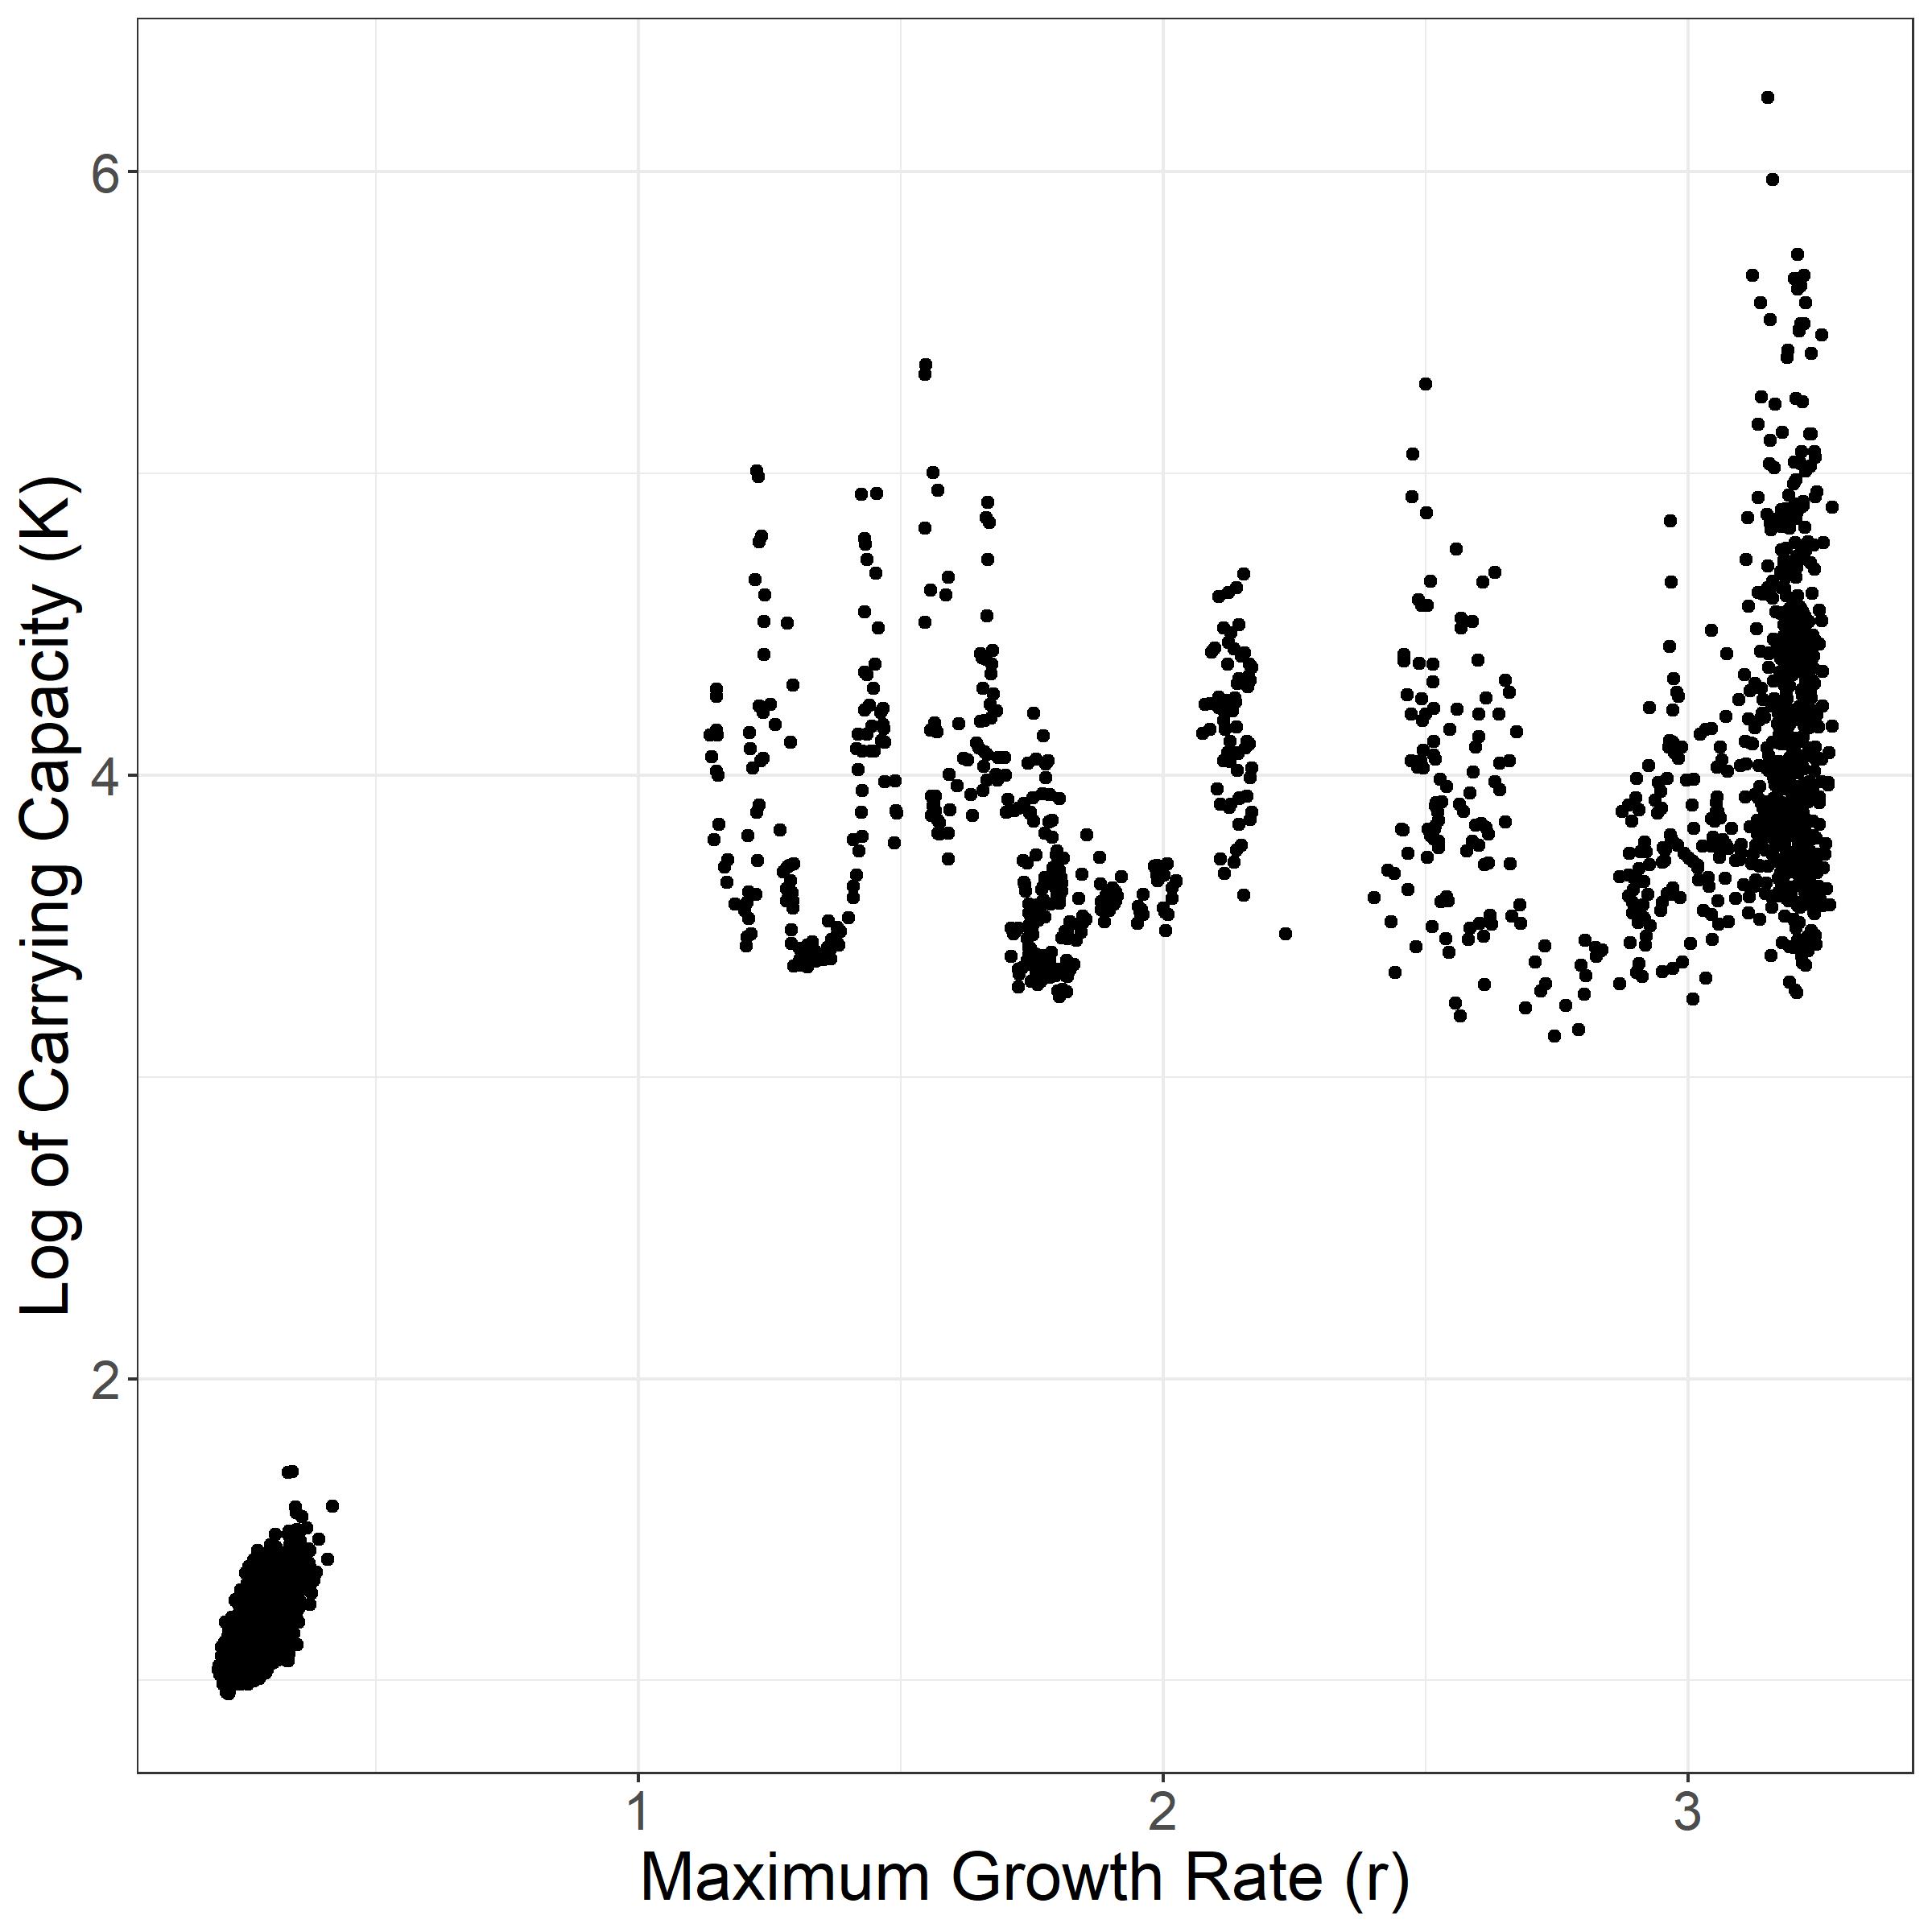 Log of Carrying Capacity (K)
6
4
2
1 2 3
Maximum Growth Rate (r)